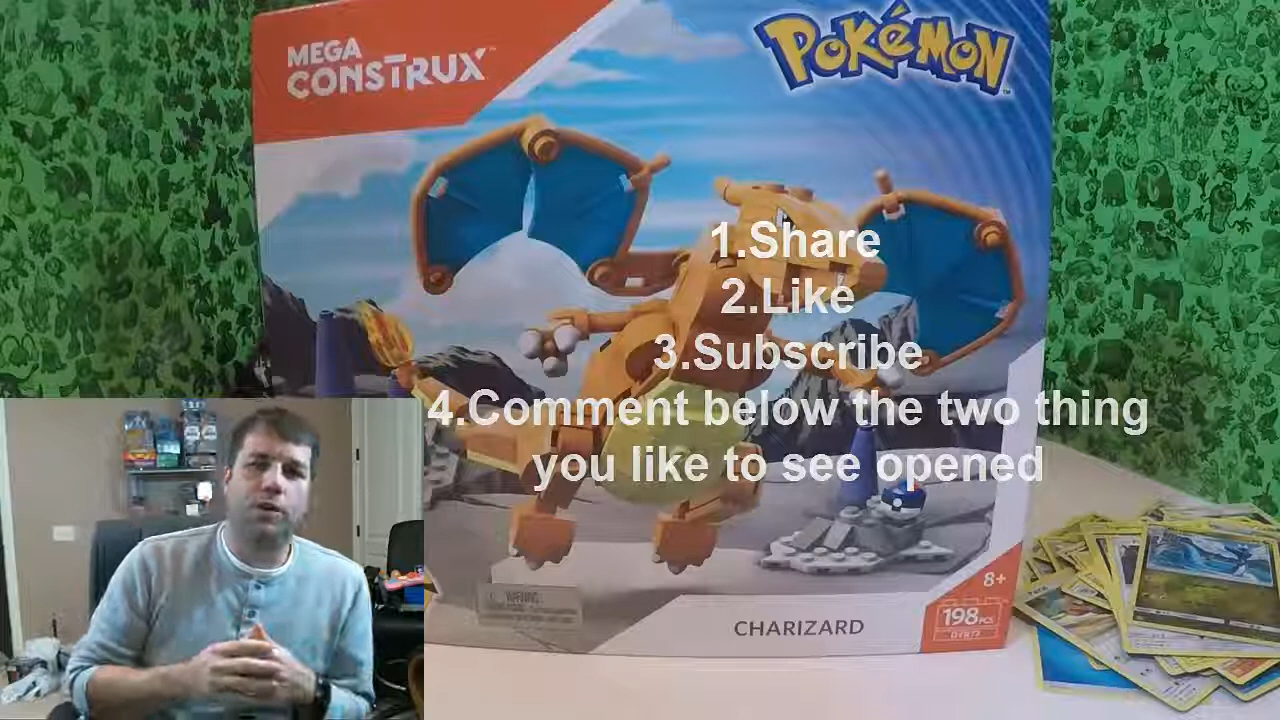 MEGA
CONSTRUX
POKéMON
1.Share
2.Like
3.Subscribe
4.Comment below the two thing
you like to see opened
WARNING:
8+
198 PCS
CHARIZARD